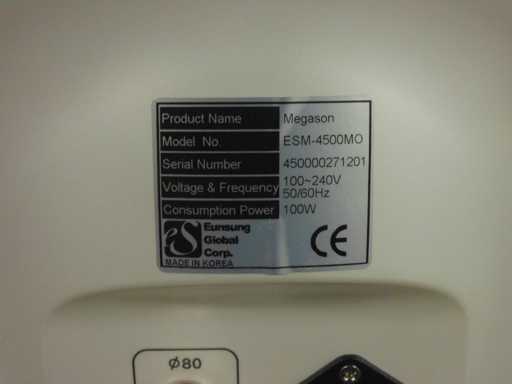 Product Name Megason
Model No. ESM-4500MO
Serial Number 450000271201
Voltage & Frequency 100~240V
50/60Hz
Consumption Power 100W
eS
Eunsung
Global
Corp.
CE
MADE IN KOREA
Ø80